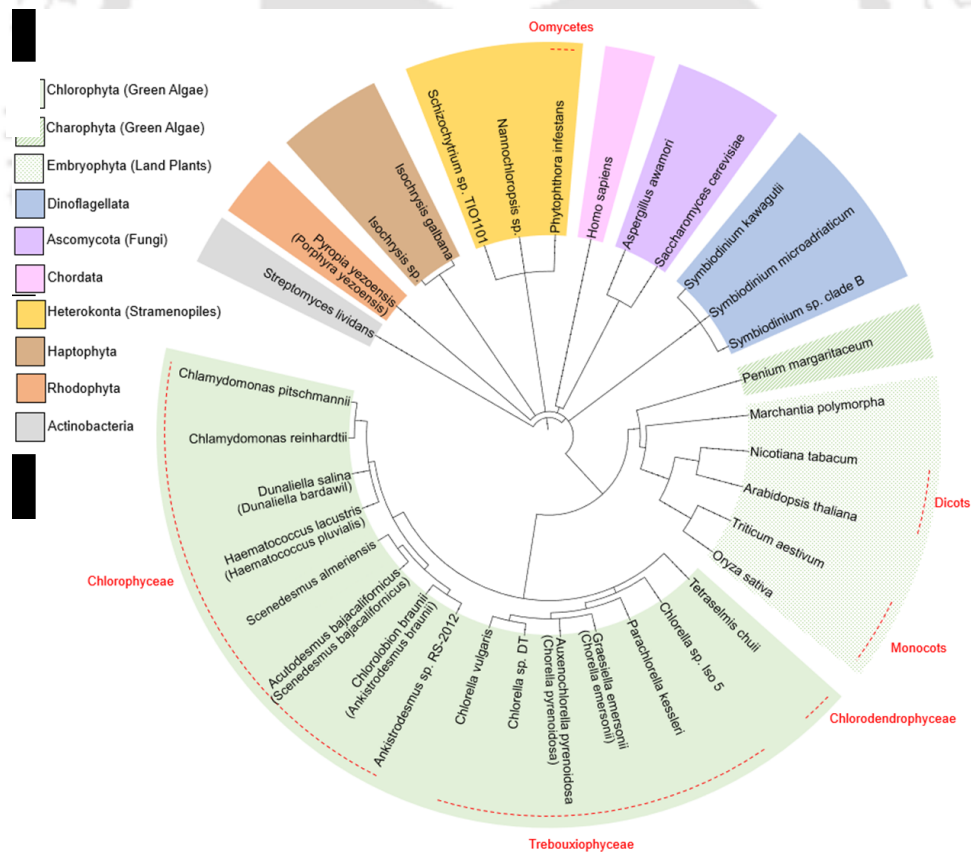 Oomycetes
Chlorophyta (Green Algae)
Charophyta (Green Algae)
Embryophyta (Land Plants)
Dinoflagellata
Ascomycota (Fungi)
Chordata
Heterokonta (Stramenopiles)
Haptophyta
Rhodophyta
Actinobacteria
Streptomyces lividans
Pyropia yezoensis
(Porphyra yezoensis)
Isochrysis sp.
Isochrysis galbana
Schizochytrium sp. TIO1101
Nannochloropsis sp.
Phytophthora infestans
Homo sapiens
Aspergillus awamori
Saccharomyces cerevisiae
Symbiodinium kawagutii
Symbiodinium microadriaticum
Symbiodinium sp. clade B
Penium margaritaceum
Marchantia polymorpha
Nicotiana tabacum
Arabidopsis thaliana
Triticum aestivum
Oryza sativa
Dicots
Monocots
Chlorodendrophyceae
Tetraselmis chuii
Chlorella sp. Iso 5
Parachlorella kessleri
Graesiella emersonii
(Chorella emersonii)
Auxenochlorella pyrenoidosa
(Chorella pyrenoidosa)
Chlorella sp. DT
Chlorella vulgaris
Trebouxiophyceae
Ankistrodesmus sp. RS-2012
Chlorolobion braunii
(Ankistrodesmus braunii)
Acutodesmus bajacalifornicus
(Scenedesmus bajacalifornicus)
Scenedesmus almeriensis
Haematococcus lacustris
(Haematococcus pluvialis)
Dunaliella salina
(Dunaliella bardawil)
Chlamydomonas reinhardtii
Chlamydomonas pitschmannii
Chlorophyceae